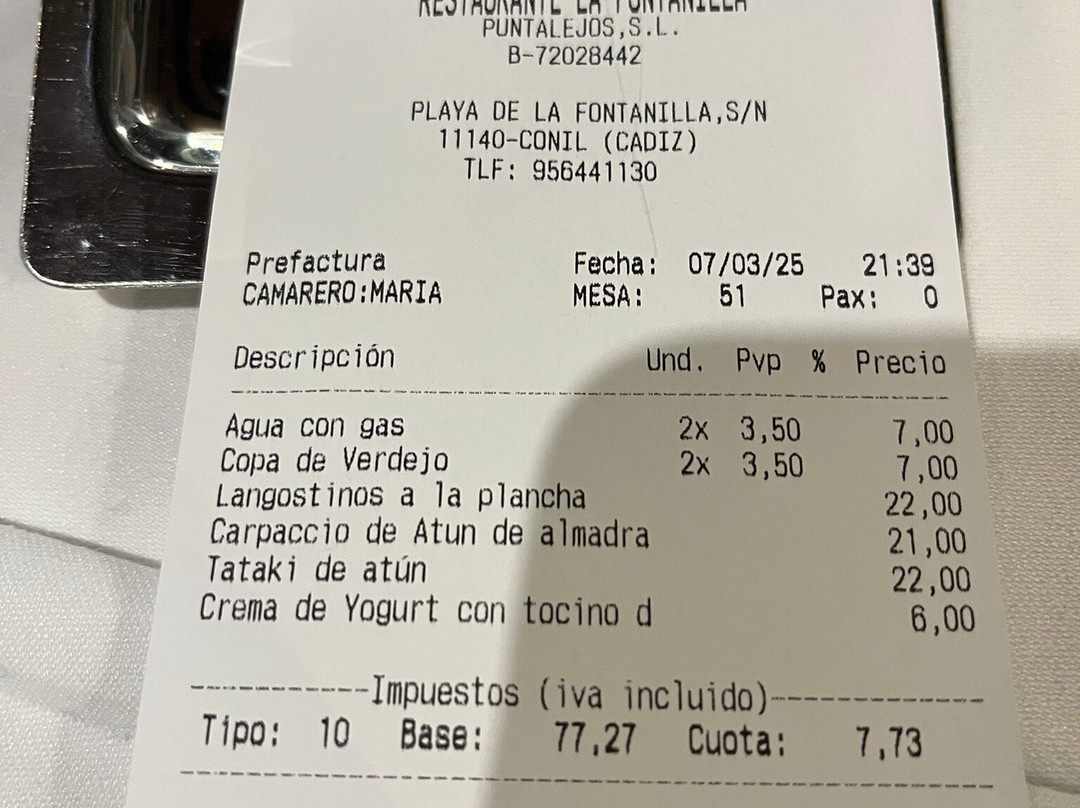 RESTAURANTE LA FONTANILLA
PUNTALEJOS,S.L.
B-72028442
PLAYA DE LA FONTANILLA,S/N
11140-CONIL (CADIZ)
TLF: 956441130
Prefactura Fecha: 07/03/25 21:39
CAMARERO:MARIA MESA: 51 Pax: 0
Descripción Und. Pvp % Precio
Agua con gas 2x 3,50 7,00
Copa de Verdejo 2x 3,50 7,00
Langostinos a la plancha 22,00
Carpaccio de Atun de almadra 21,00
Tataki de atún 22,00
Crema de Yogurt con tocino d 6,00
Impuestos (iva incluido)
Tipo: 10 Base: 77,27 Cuota: 7,73